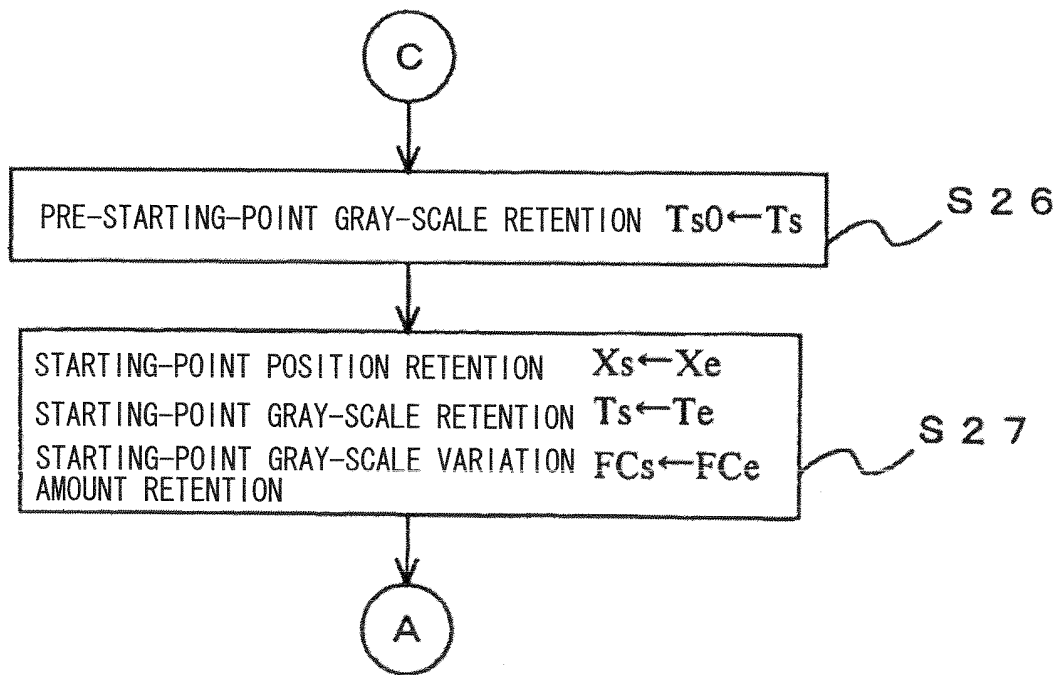 C
PRE-STARTING-POINT GRAY-SCALE RETENTION Ts0←Ts
S26
STARTING-POINT POSITION RETENTION Xs←Xe
STARTING-POINT GRAY-SCALE RETENTION Ts←Te
STARTING-POINT GRAY-SCALE VARIATION FCs←FCe
AMOUNT RETENTION
S27
A